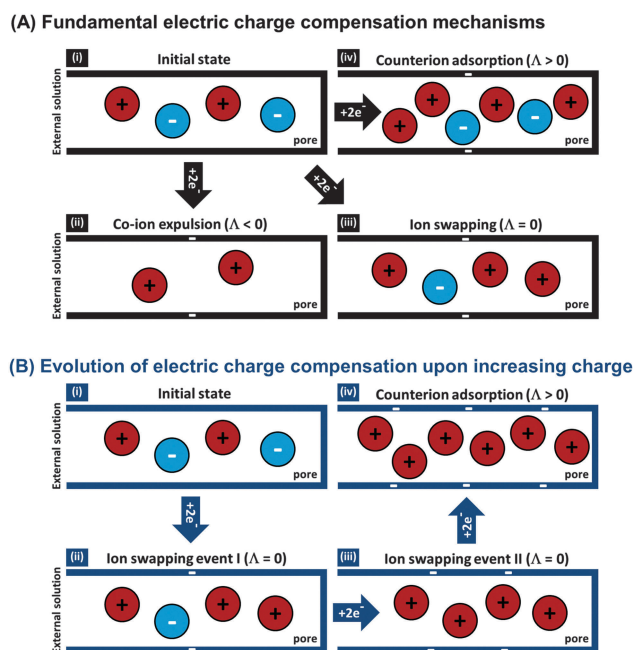 (A) Fundamental electric charge compensation mechanisms
(i) Initial state
External solution
+ - + -
pore
+2e⁻
(iv) Counterion adsorption (Λ > 0)
+ + - + - +
pore
+2e⁻
+2e⁻
(ii) Co-ion expulsion (Λ < 0)
External solution
+ +
pore
(iii) Ion swapping (Λ = 0)
+ - + +
pore
(B) Evolution of electric charge compensation upon increasing charge
(i) Initial state
External solution
+ - + -
pore
(iv) Counterion adsorption (Λ > 0)
+ + + + + +
pore
+2e⁻
+2e⁻
(ii) Ion swapping event I (Λ = 0)
External solution
+ - + +
pore
+2e⁻
(iii) Ion swapping event II (Λ = 0)
+ + + +
pore